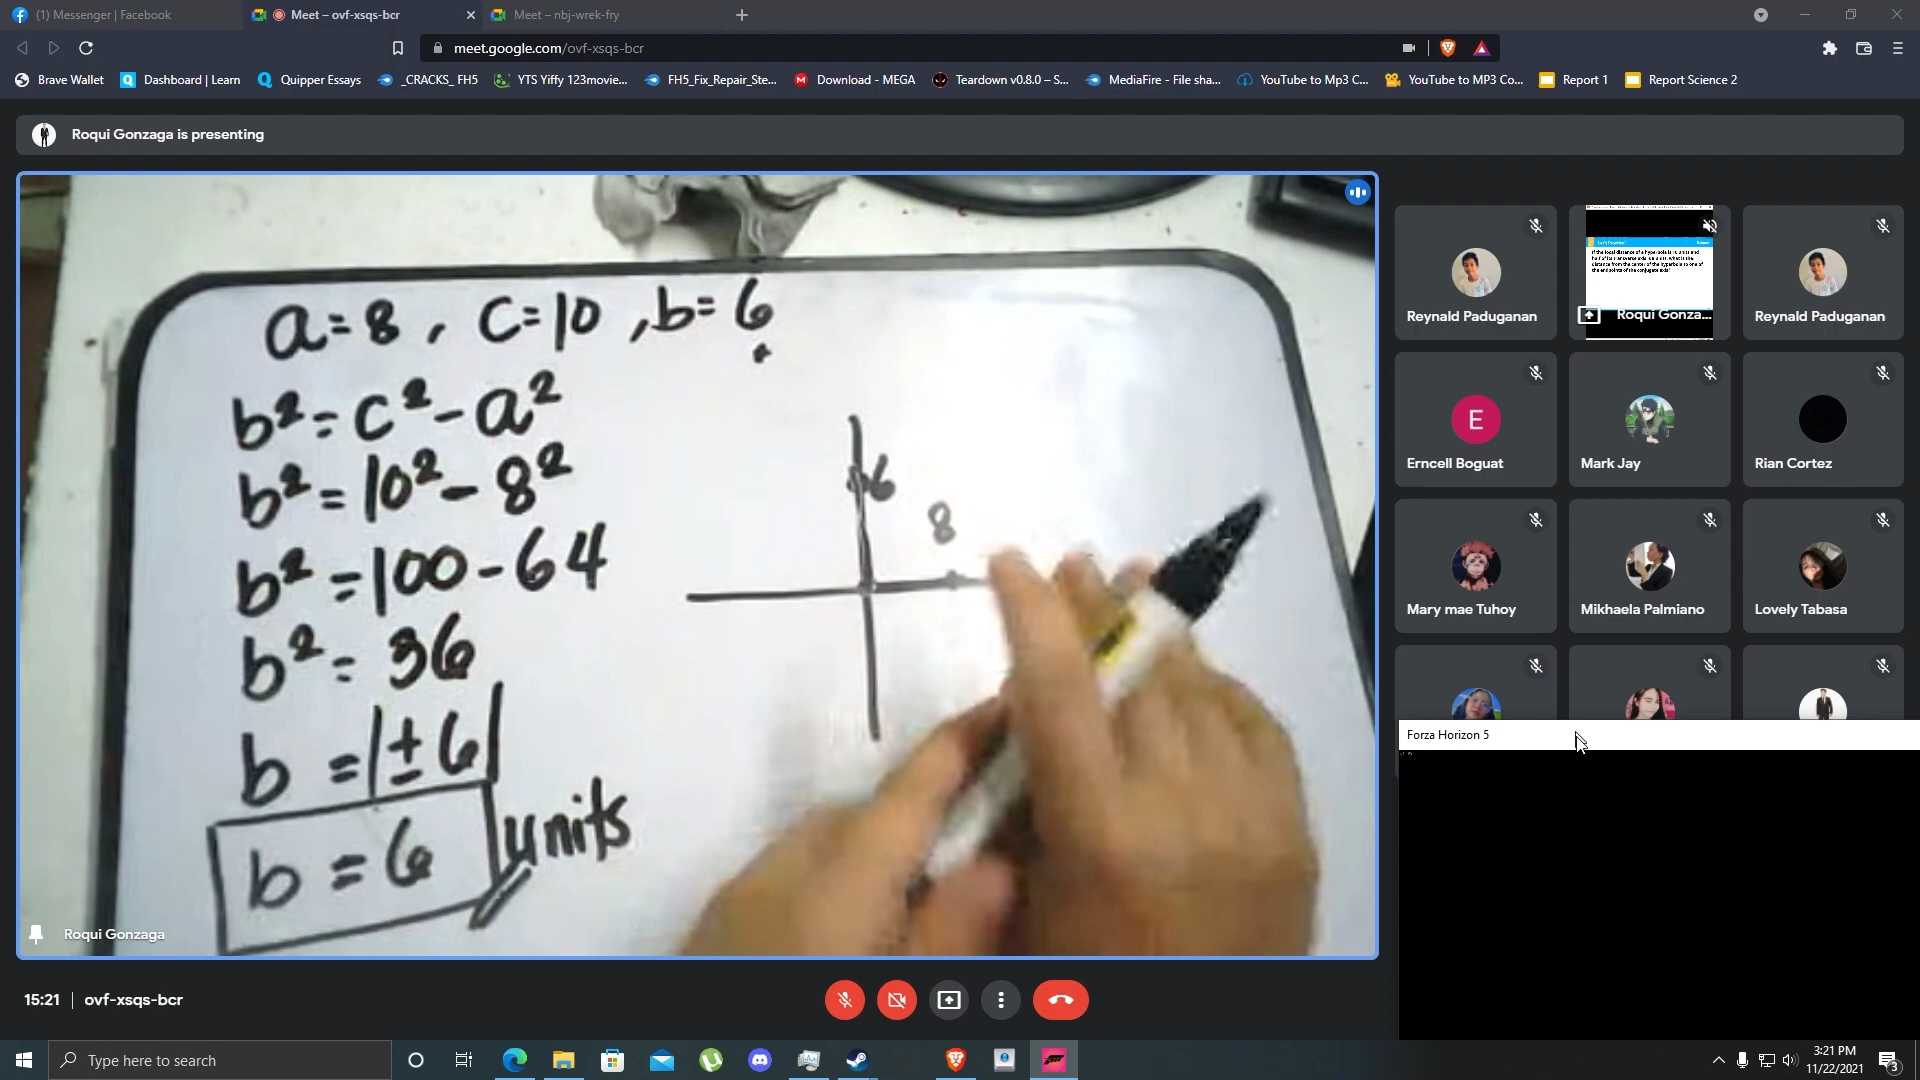 (1) Messenger | Facebook
Meet – ovf-xsqs-bcr
Meet – nbj-wrek-fry
meet.google.com/ovf-xsqs-bcr
Brave Wallet
Dashboard | Learn
Quipper Essays
_CRACKS_ FH5
YTS Yiffy 123movie...
FH5_Fix_Repair_Ste...
Download - MEGA
Teardown v0.8.0 – S...
MediaFire - File sha...
YouTube to Mp3 C...
YouTube to MP3 Co...
Report 1
Report Science 2
Roqui Gonzaga is presenting
a = 8, c = 10, b = 6
b² = c² - a²
b² = 10² - 8²
b² = 100 - 64
b² = 36
b = |± 6|
b = 6 units
6
8
Roqui Gonzaga
Reynald Paduganan
Roqui Gonza...
Reynald Paduganan
E
Erncell Boguat
Mark Jay
Rian Cortez
Mary mae Tuhoy
Mikhaela Palmiano
Lovely Tabasa
Forza Horizon 5
15:21 | ovf-xsqs-bcr
Type here to search
3:21 PM
11/22/2021
3